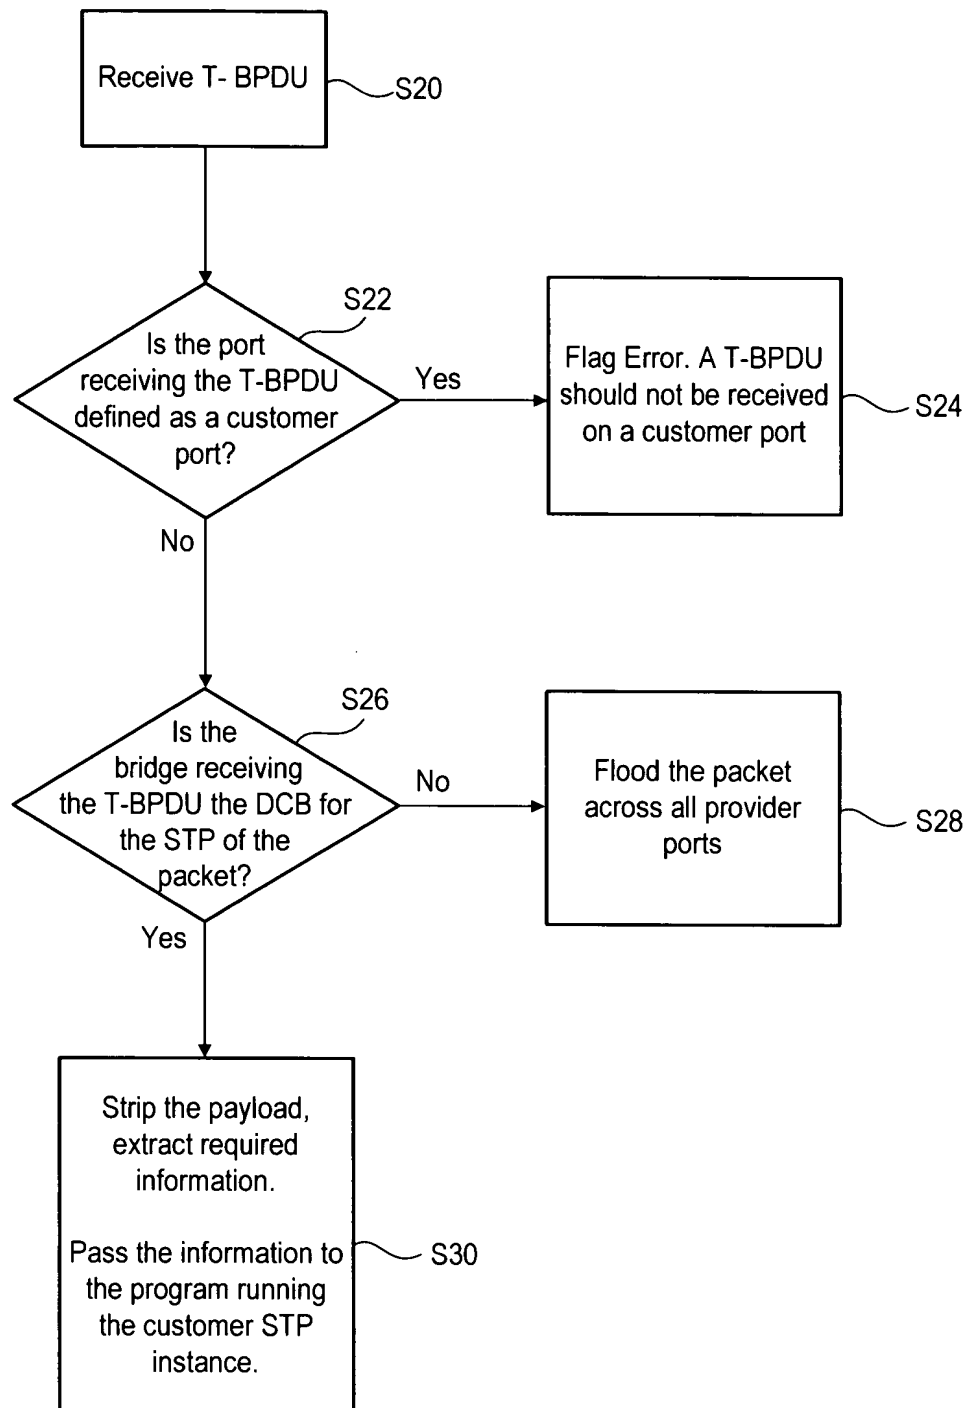 Receive T- BPDU
S20
S22
Is the port
receiving the T-BPDU
defined as a customer
port?
Yes
Flag Error. A T-BPDU
should not be received
on a customer port
S24
No
S26
Is the
bridge receiving
the T-BPDU the DCB for
the STP of the
packet?
No
Flood the packet
across all provider
ports
S28
Yes
Strip the payload,
extract required
information.
Pass the information to
the program running
the customer STP
instance.
S30